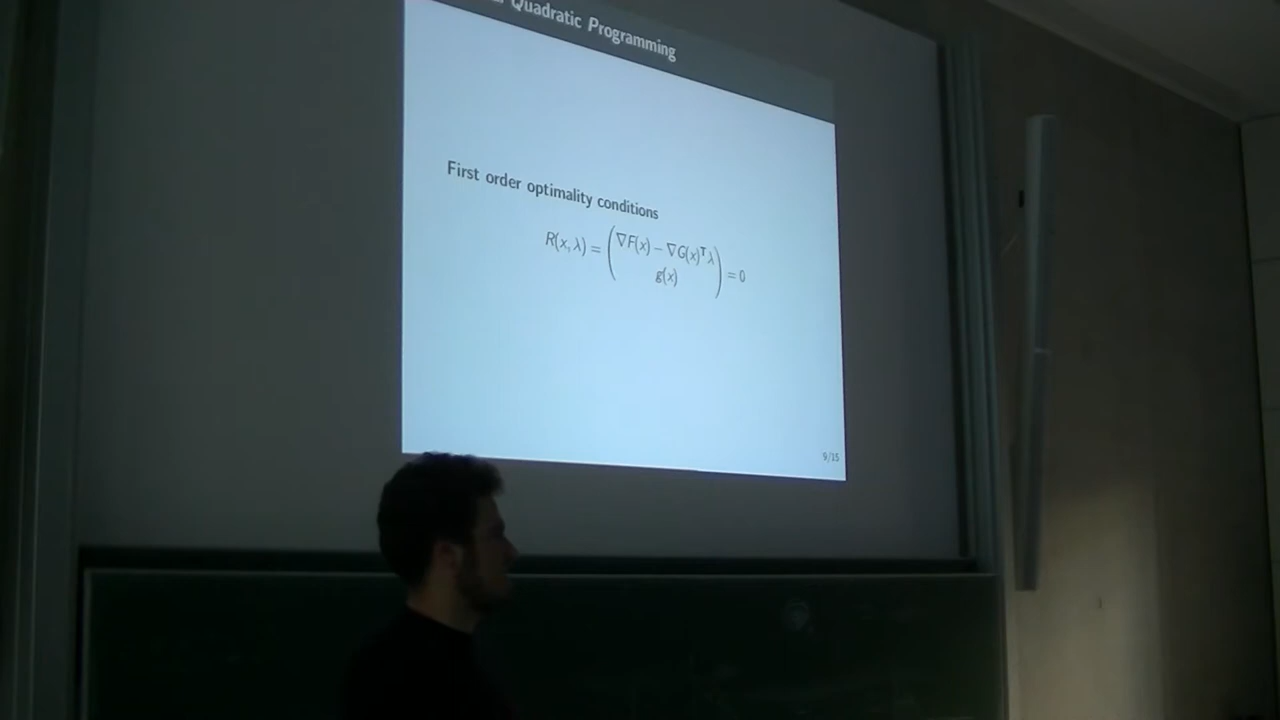 Quadratic Programming
First order optimality conditions
R(x, λ) = ( ∇F(x) − ∇G(x)ᵀλ
g(x) ) = 0
9/15